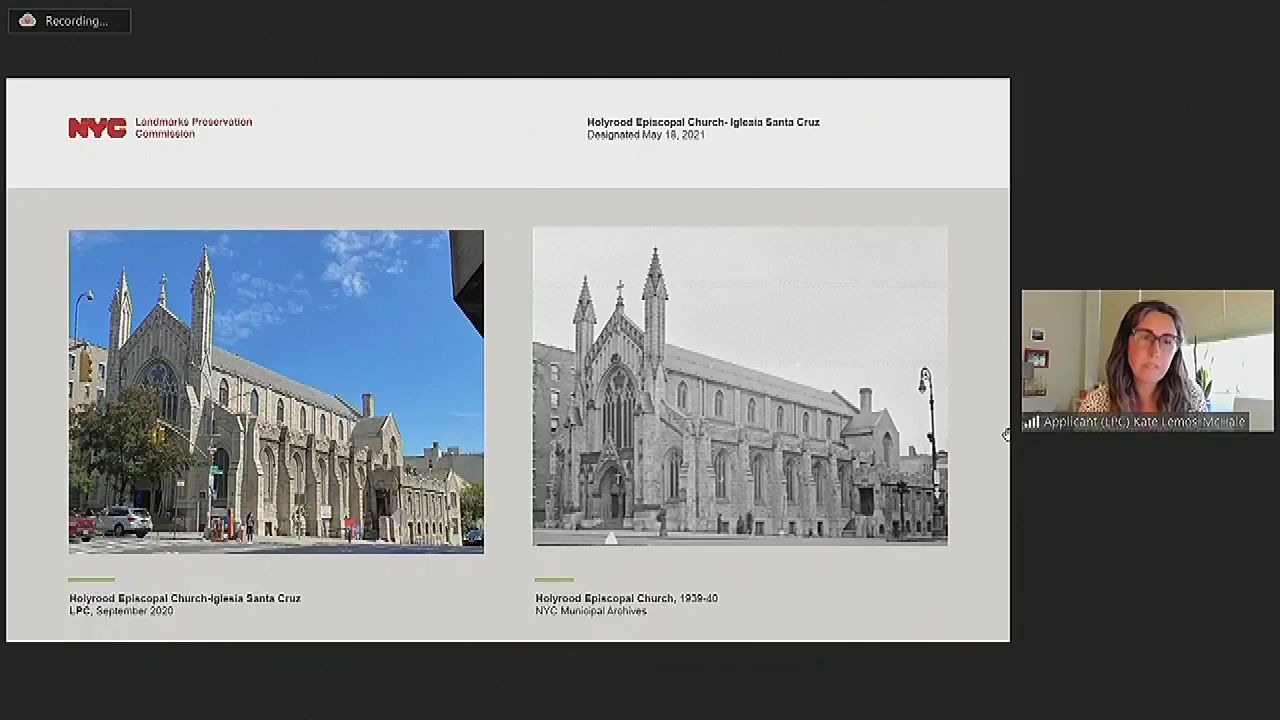 Recording...
NYC
Landmarks Preservation
Commission
Holyrood Episcopal Church- Iglesia Santa Cruz
Designated May 18, 2021
Holyrood Episcopal Church-Iglesia Santa Cruz
LPC, September 2020
Holyrood Episcopal Church, 1939-40
NYC Municipal Archives
Applicant (LPC) Kate Lemos McHale